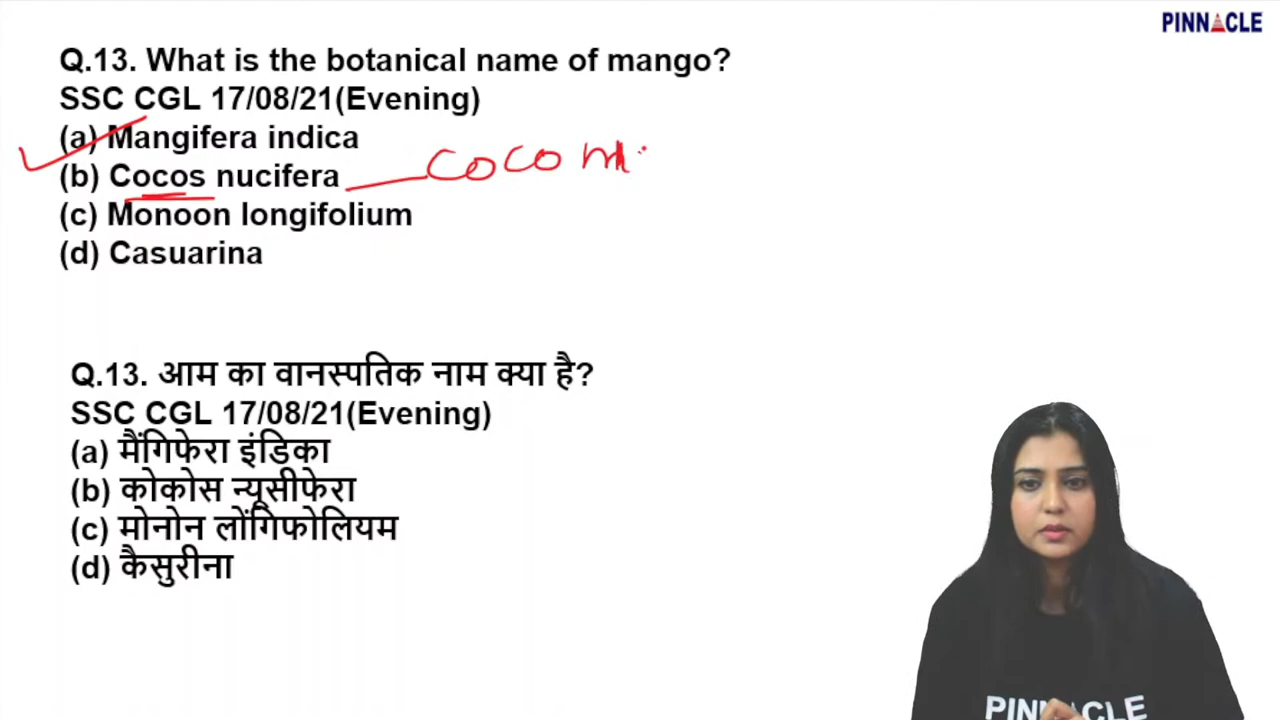 PINNACLE
Q.13. What is the botanical name of mango?
SSC CGL 17/08/21(Evening)
(a) Mangifera indica
(b) Cocos nucifera
(c) Monoon longifolium
(d) Casuarina
Q.13. आम का वानस्पतिक नाम क्या है?
SSC CGL 17/08/21(Evening)
(a) मैंगिफेरा इंडिका
(b) कोकोस न्यूसीफेरा
(c) मोनोन लोंगिफोलियम
(d) कैसुरीना
PINNACLE